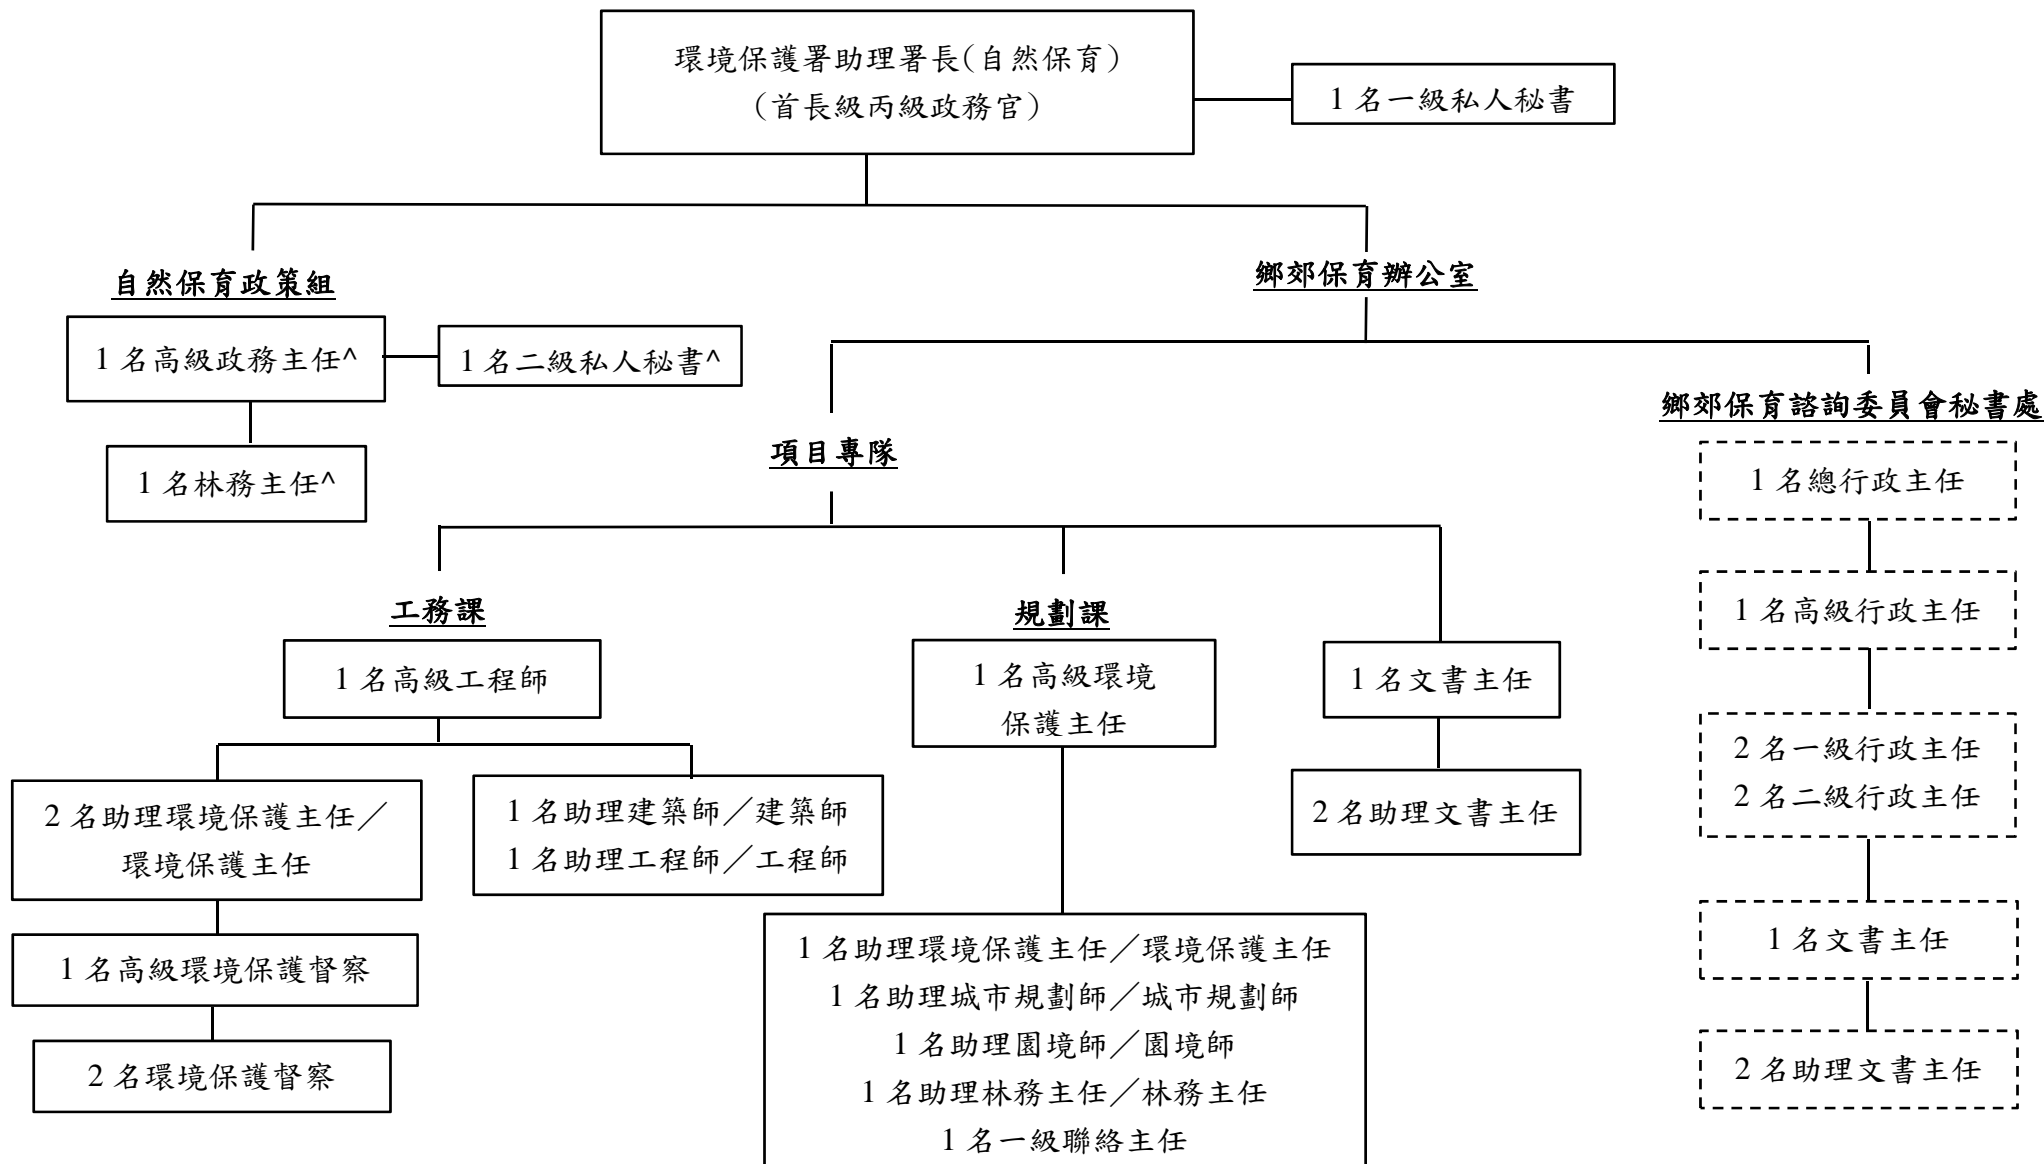 環境保護署助理署長(自然保育)
(首長級丙級政務官)
1 名一級私人秘書
自然保育政策組
1 名高級政務主任^
1 名二級私人秘書^
1 名林務主任^
鄉郊保育辦公室
項目專隊
工務課
1 名高級工程師
2 名助理環境保護主任／
環境保護主任
1 名高級環境保護督察
2 名環境保護督察
1 名助理建築師／建築師
1 名助理工程師／工程師
規劃課
1 名高級環境
保護主任
1 名助理環境保護主任／環境保護主任
1 名助理城市規劃師／城市規劃師
1 名助理園境師／園境師
1 名助理林務主任／林務主任
1 名一級聯絡主任
1 名文書主任
2 名助理文書主任
鄉郊保育諮詢委員會秘書處
1 名總行政主任
1 名高級行政主任
2 名一級行政主任
2 名二級行政主任
1 名文書主任
2 名助理文書主任